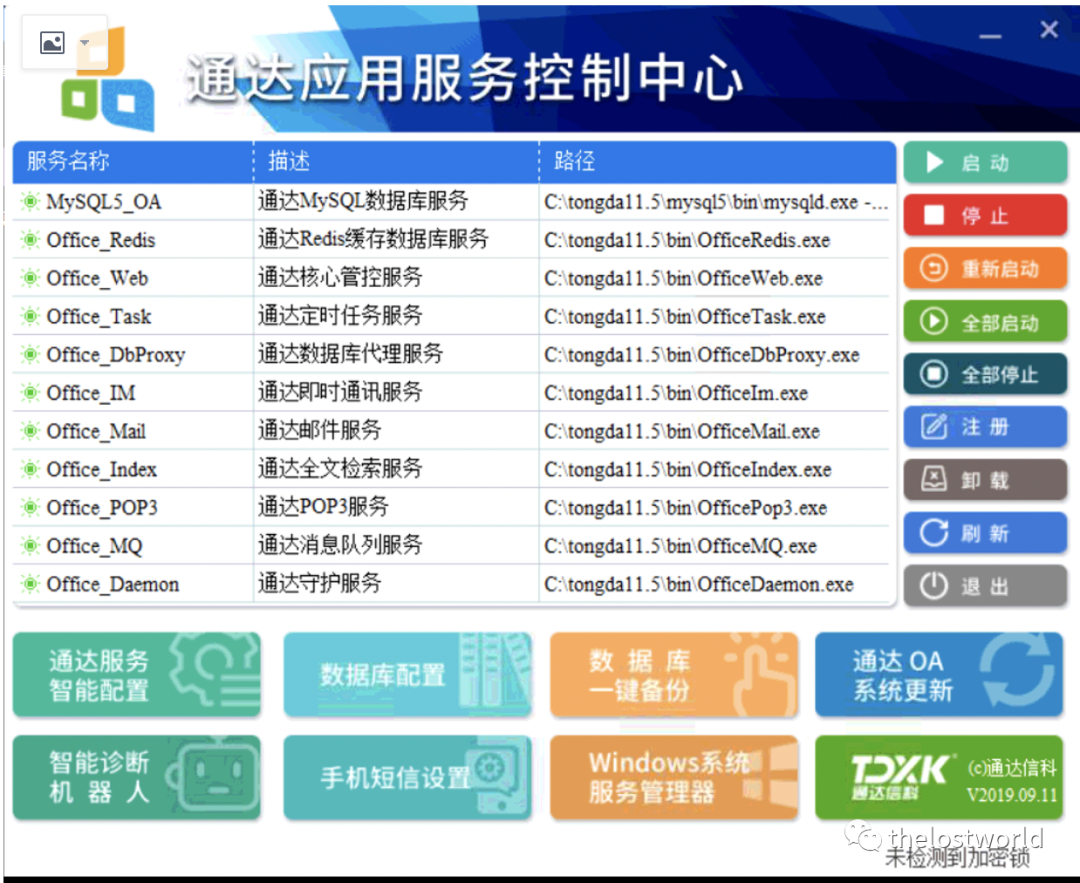 通达应用服务控制中心
服务名称 描述 路径
MySQL5_OA 通达MySQL数据库服务 C:\tongda11.5\mysql5\bin\mysqld.exe -...
Office_Redis 通达Redis缓存数据库服务 C:\tongda11.5\bin\OfficeRedis.exe
Office_Web 通达核心管控服务 C:\tongda11.5\bin\OfficeWeb.exe
Office_Task 通达定时任务服务 C:\tongda11.5\bin\OfficeTask.exe
Office_DbProxy 通达数据库代理服务 C:\tongda11.5\bin\OfficeDbProxy.exe
Office_IM 通达即时通讯服务 C:\tongda11.5\bin\OfficeIm.exe
Office_Mail 通达邮件服务 C:\tongda11.5\bin\OfficeMail.exe
Office_Index 通达全文检索服务 C:\tongda11.5\bin\OfficeIndex.exe
Office_POP3 通达POP3服务 C:\tongda11.5\bin\OfficePop3.exe
Office_MQ 通达消息队列服务 C:\tongda11.5\bin\OfficeMQ.exe
Office_Daemon 通达守护服务 C:\tongda11.5\bin\OfficeDaemon.exe
启 动
停 止
重新启动
全部启动
全部停止
注 册
卸 载
刷 新
退 出
通达服务
智能配置
数据库配置
数 据 库
一键备份
通达 OA
系统更新
智能诊断
机 器 人
手机短信设置
Windows系统
服务管理器
TDXK®
通达信科
(c)通达信科
V2019.09.11
thelostworld
未检测到加密锁